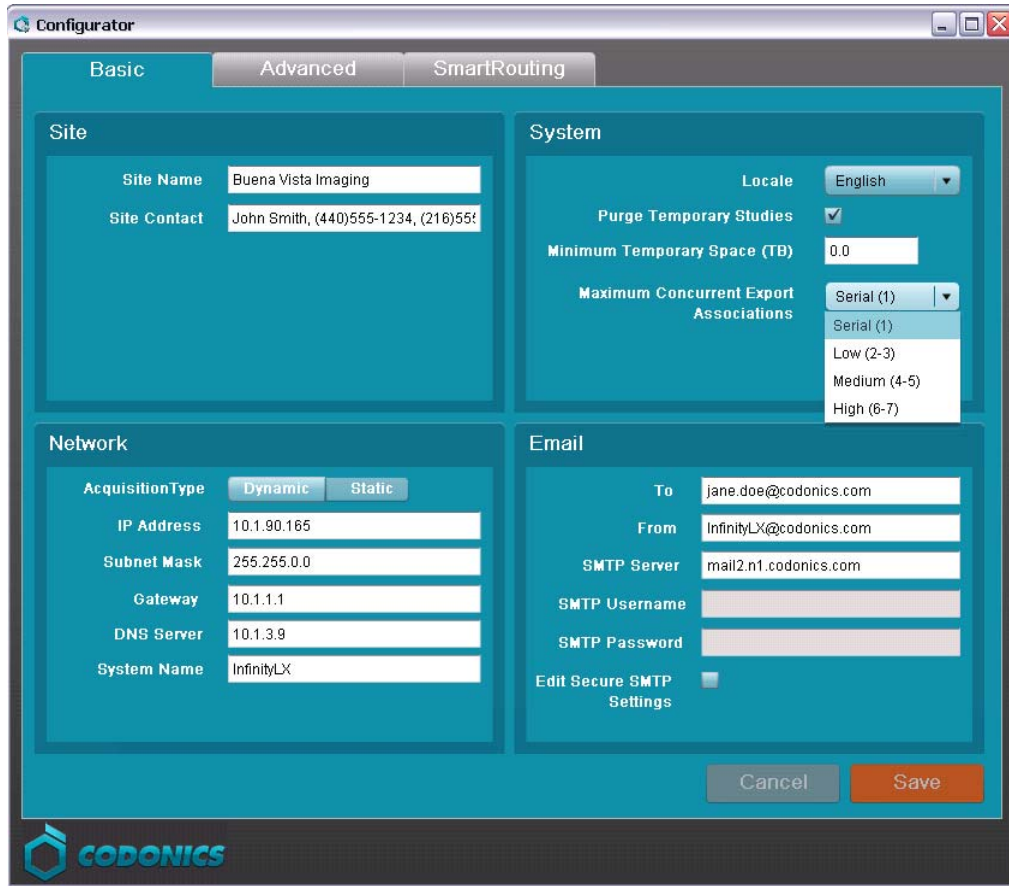 Configurator
Basic
Advanced
SmartRouting
Site
Site Name
Buena Vista Imaging
Site Contact
John Smith, (440)555-1234, (216)555
System
Locale
English
Purge Temporary Studies
Minimum Temporary Space (TB)
0.0
Maximum Concurrent Export
Associations
Serial (1)
Serial (1)
Low (2-3)
Medium (4-5)
High (6-7)
Network
AcquisitionType
Dynamic
Static
IP Address
10.1.90.165
Subnet Mask
255.255.0.0
Gateway
10.1.1.1
DNS Server
10.1.3.9
System Name
InfinityLX
Email
To
jane.doe@codonics.com
From
InfinityLX@codonics.com
SMTP Server
mail2.n1.codonics.com
SMTP Username
SMTP Password
Edit Secure SMTP
Settings
Cancel
Save
CODONICS